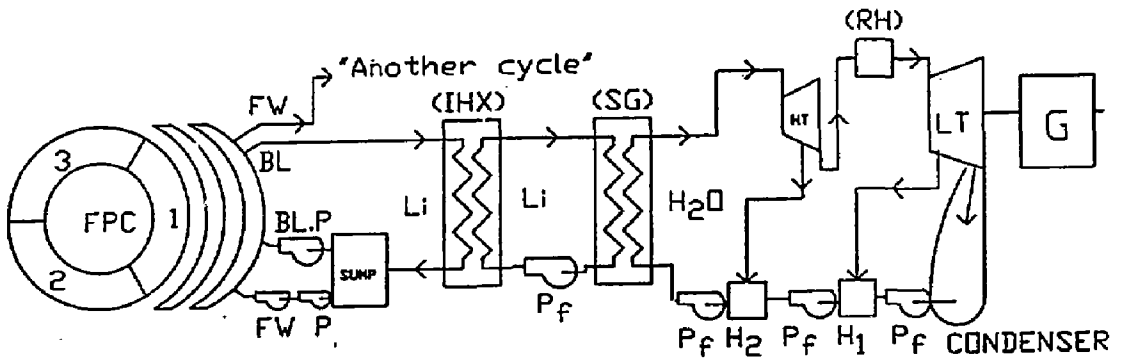 "Another cycle"
(RH)
FW
(IHX)
(SG)
BL
HT
LT
G
3
FPC
1
2
Li
Li
H₂O
BL.P
SUMP
FW
P.
Pf
Pf
H₂
Pf
H₁
Pf
CONDENSER